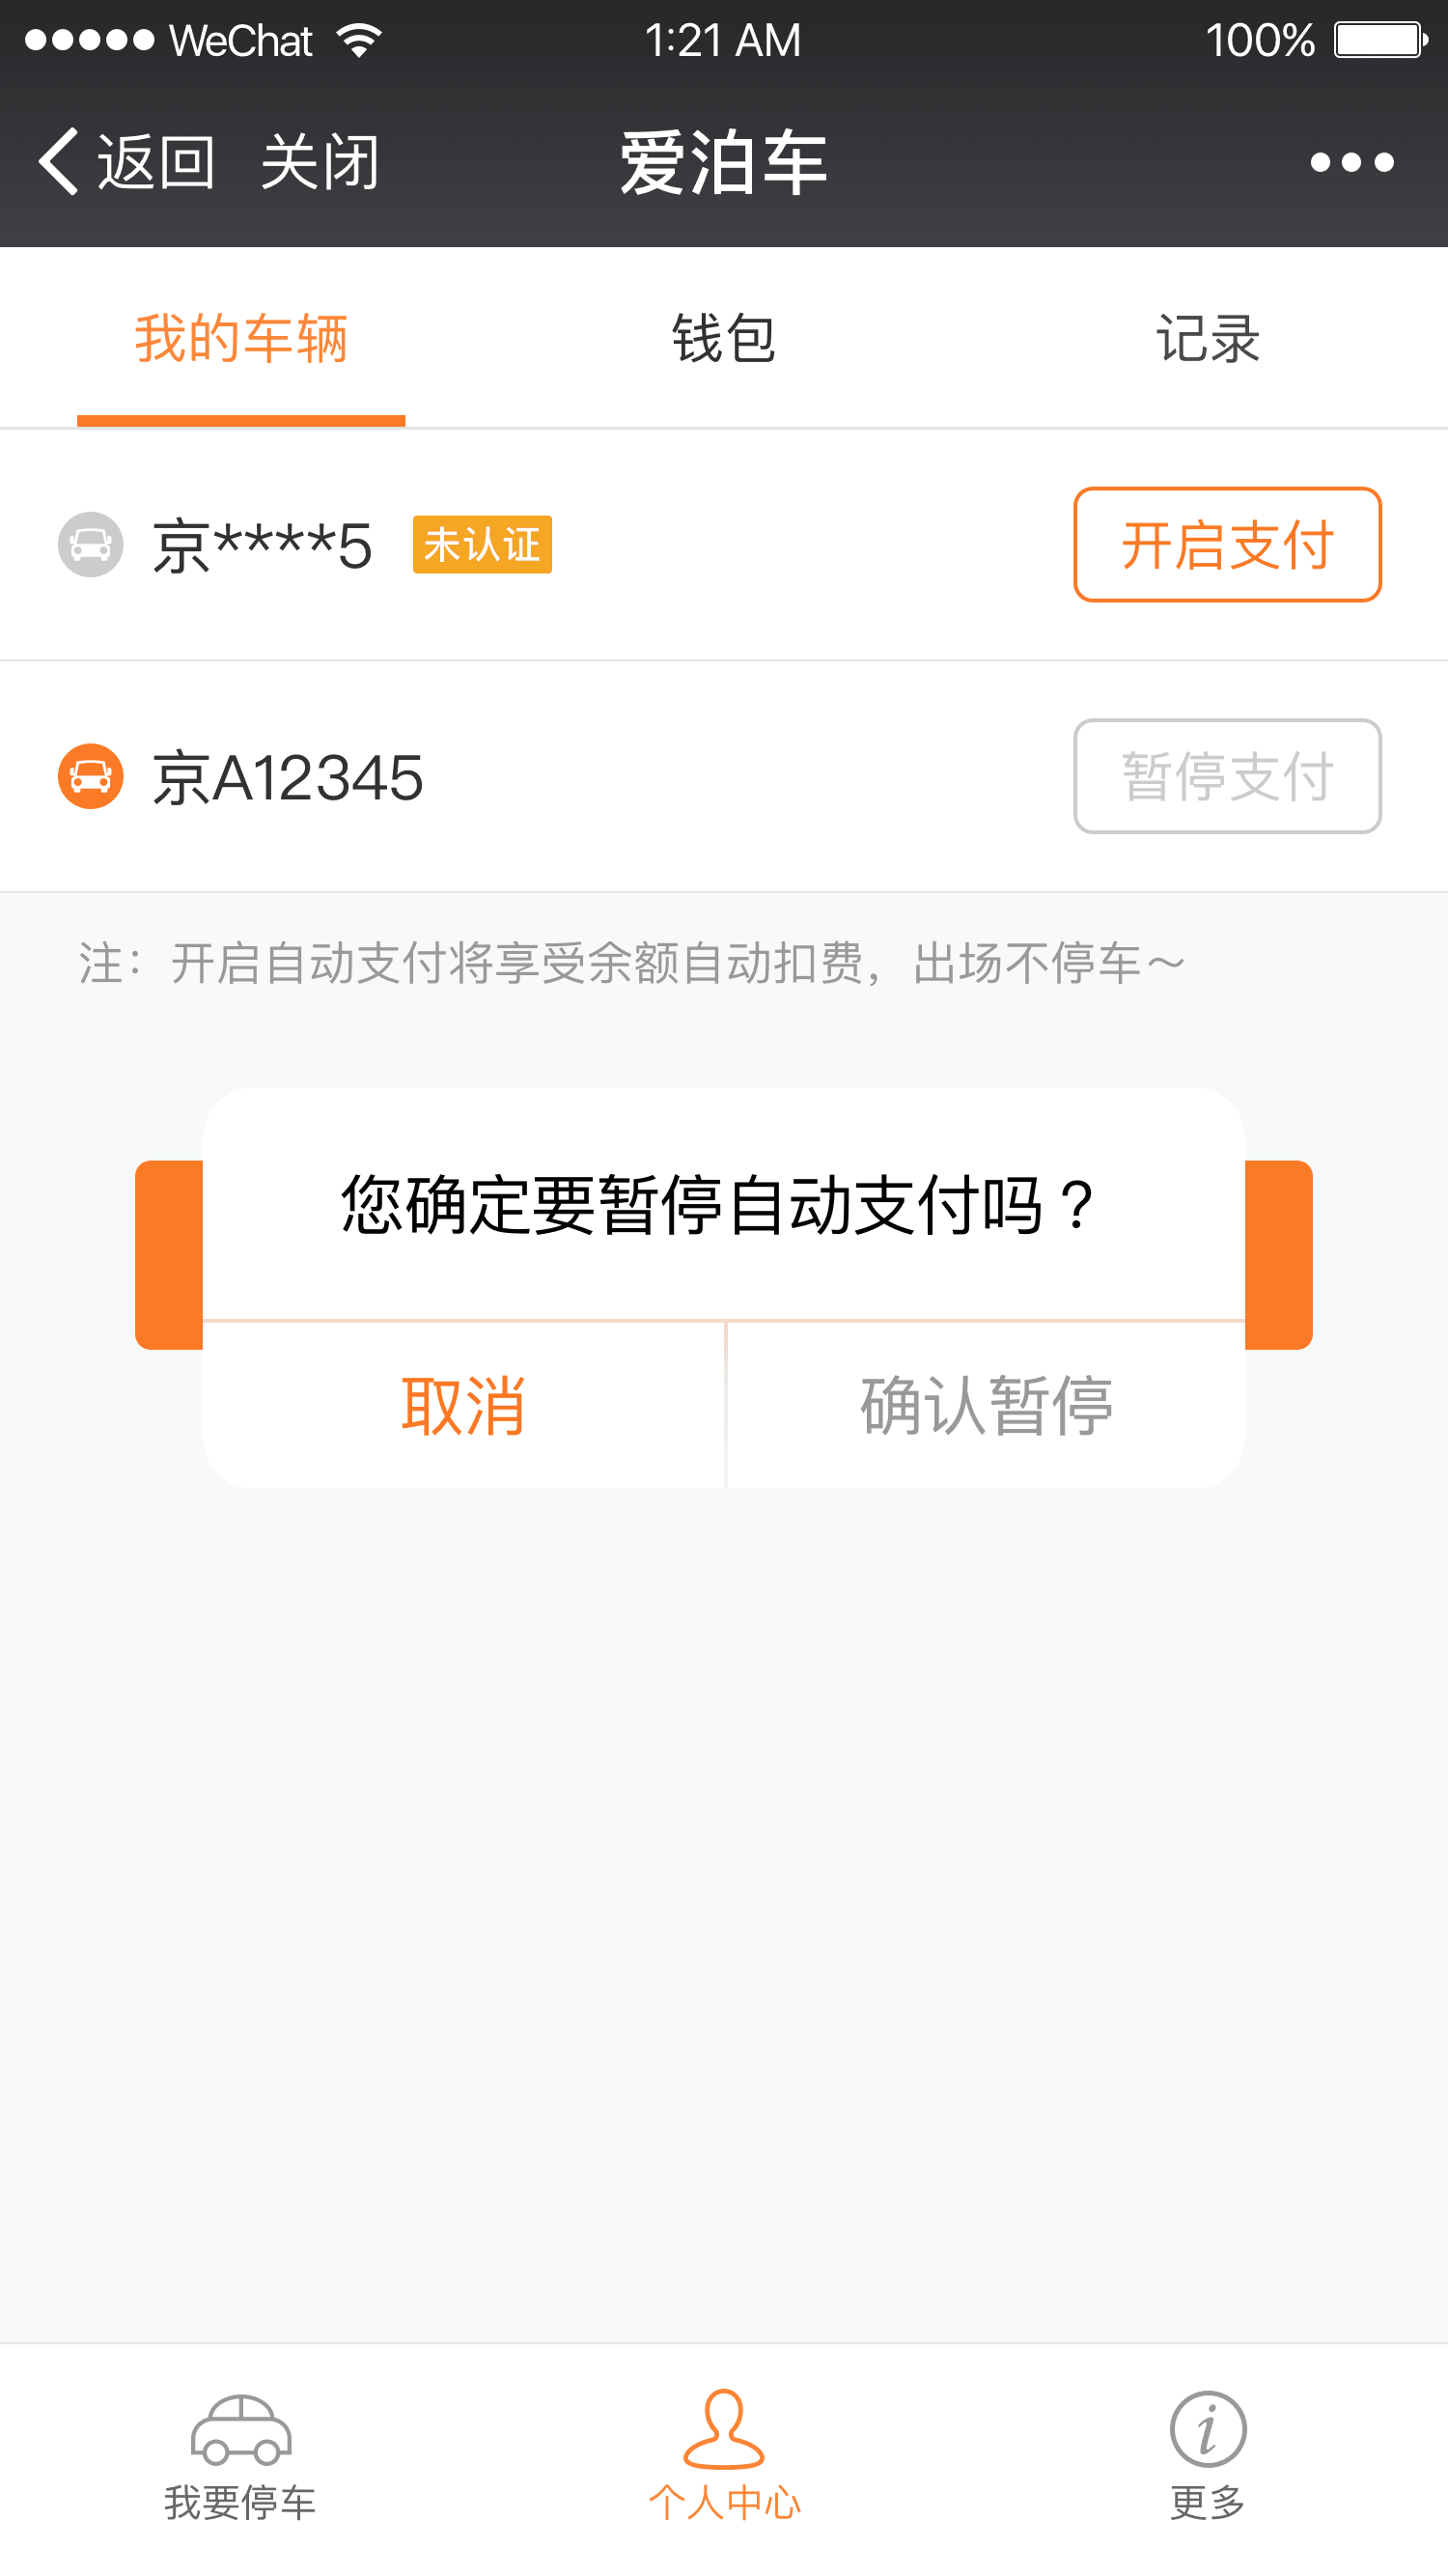 WeChat 1:21 AM 100%
返回 关闭 爱泊车
我的车辆 钱包 记录
京****5 未认证 开启支付
京A12345 暂停支付
注：开启自动支付将享受余额自动扣费，出场不停车～
您确定要暂停自动支付吗？
取消 确认暂停
我要停车 个人中心 更多